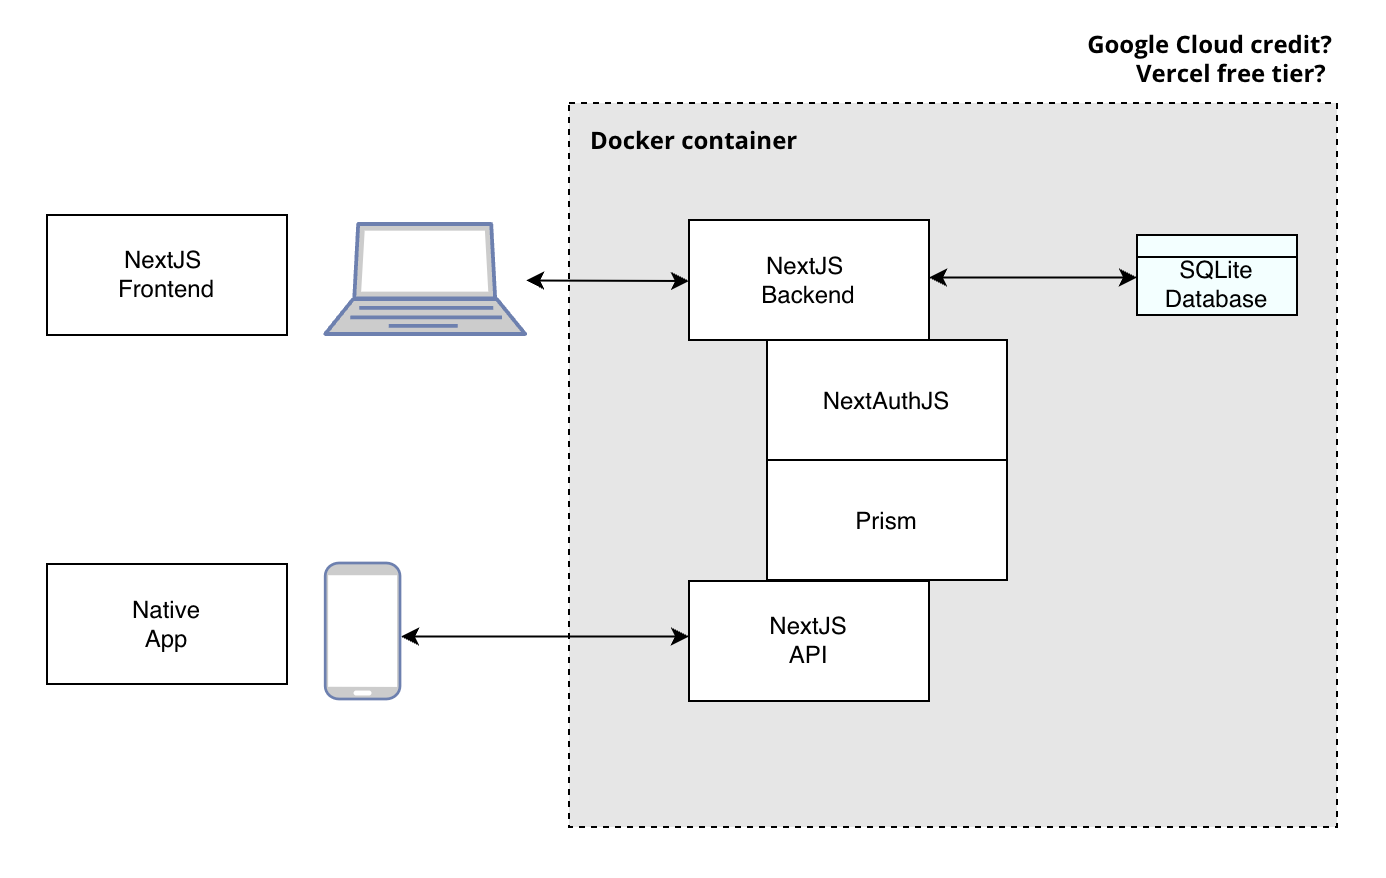 Google Cloud credit?
Vercel free tier?
Docker container
NextJS
Frontend
NextJS
Backend
SQLite
Database
NextAuthJS
Prism
Native
App
NextJS
API